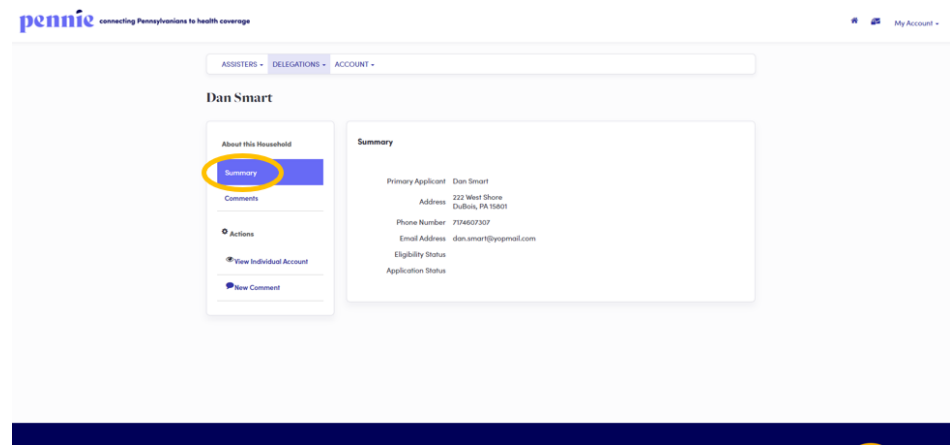 pennie connecting Pennsylvanians to health coverage
My Account
ASSISTERS DELEGATIONS ACCOUNT
Dan Smart
About this Household
Summary
Comments
Actions
View Individual Account
New Comment
Summary
Primary Applicant Dan Smart
Address 222 West Shore
DuBois, PA 15801
Phone Number 7174607307
Email Address dan.smart@yopmail.com
Eligibility Status
Application Status